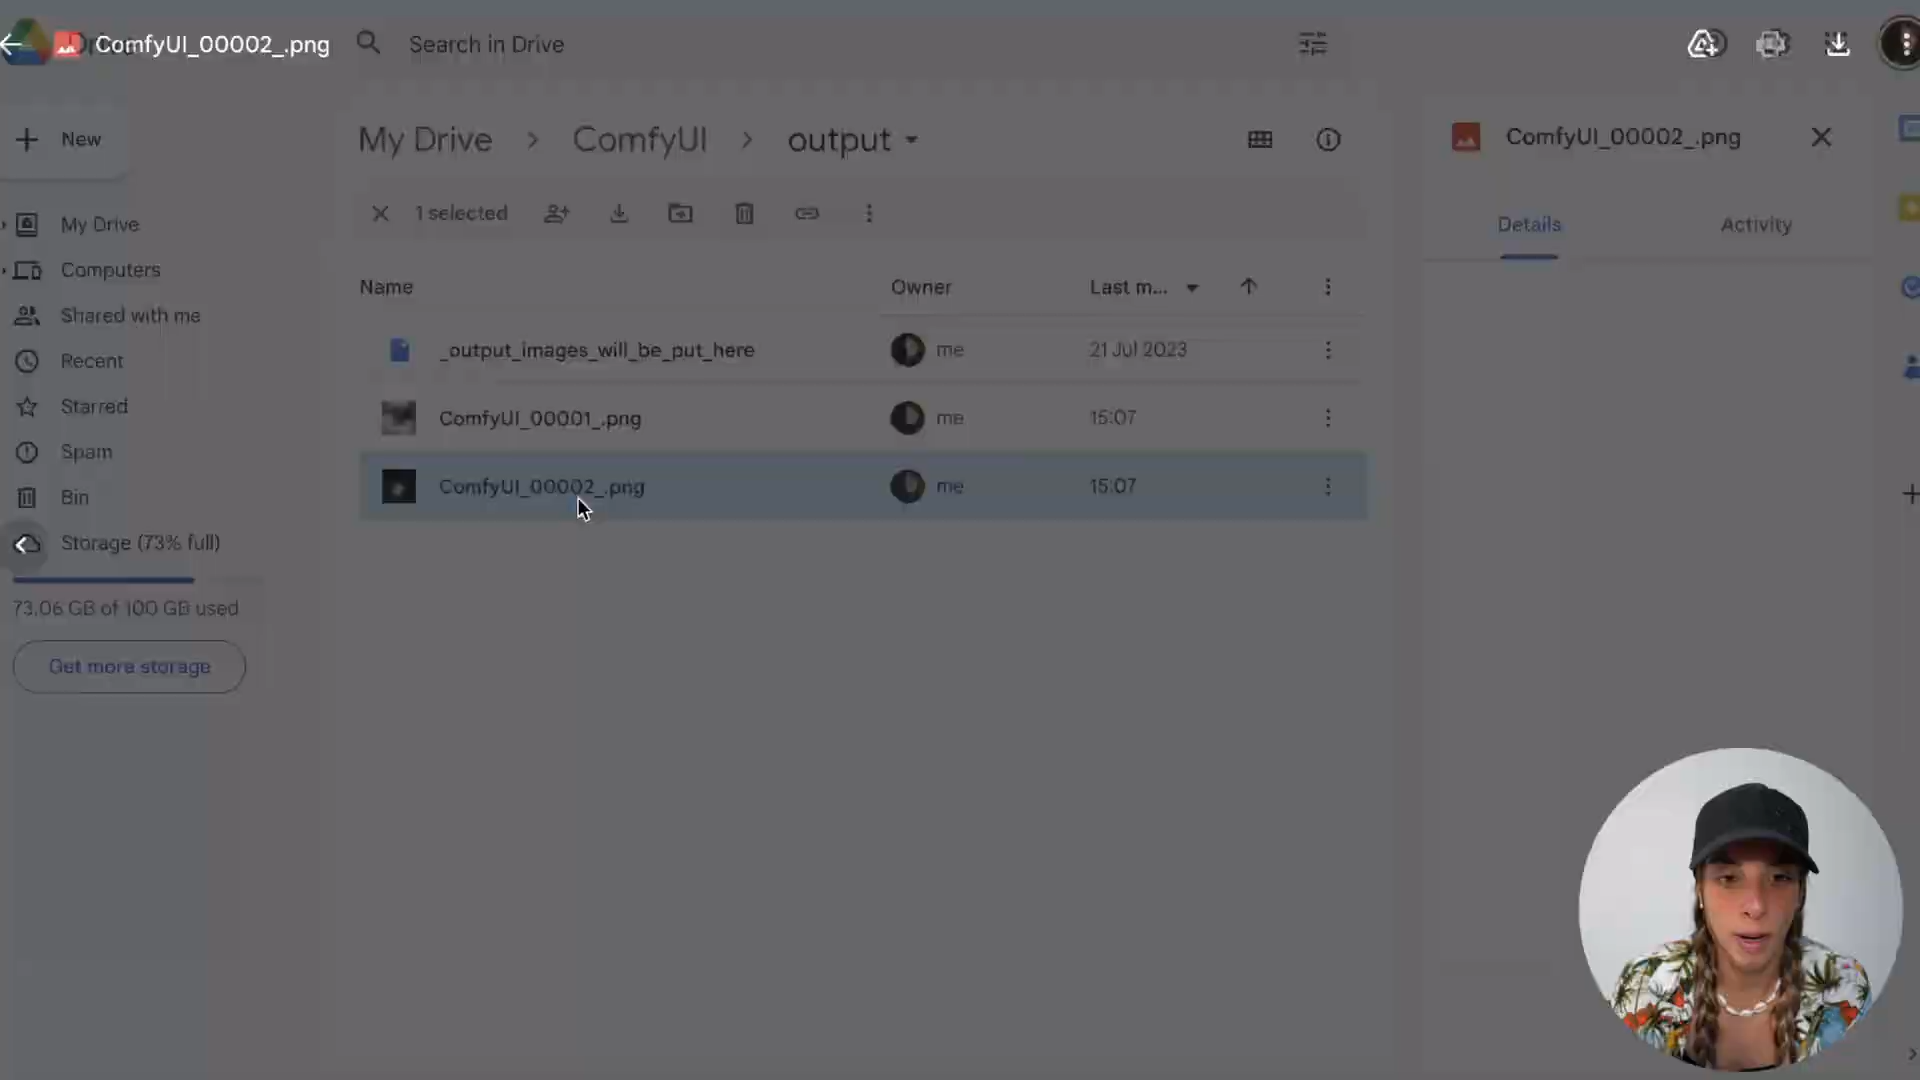 ComfyUI_00002_.png
Search in Drive
New
My Drive
Computers
Shared with me
Recent
Starred
Spam
Bin
Storage (73% full)
73.06 GB of 100 GB used
Get more storage
My Drive > ComfyUI > output
1 selected
Name Owner Last m...
_output_images_will_be_put_here me 21 Jul 2023
ComfyUI_00001_.png me 15:07
ComfyUI_00002_.png me 15:07
ComfyUI_00002_.png
Details Activity